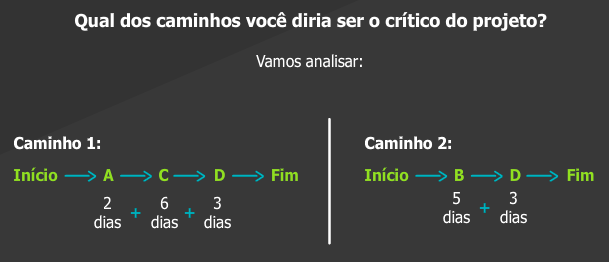 Qual dos caminhos você diria ser o crítico do projeto?
Vamos analisar:
Caminho 1:
Início A C D Fim
2 dias + 6 dias + 3 dias
Caminho 2:
Início B D Fim
5 dias + 3 dias